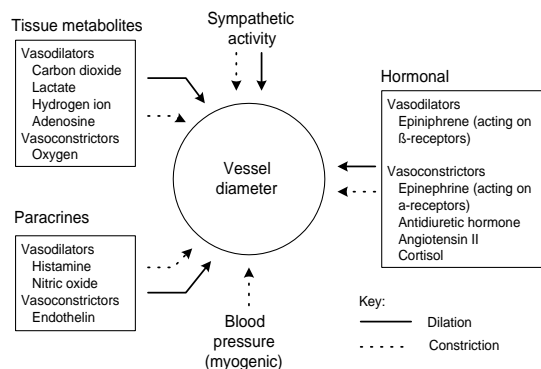 Tissue metabolites
Vasodilators
Carbon dioxide
Lactate
Hydrogen ion
Adenosine
Vasoconstrictors
Oxygen
Sympathetic
activity
Hormonal
Vasodilators
Epiniphrene (acting on
ß-receptors)
Vasoconstrictors
Epinephrine (acting on
a-receptors)
Antidiuretic hormone
Angiotensin II
Cortisol
Vessel
diameter
Paracrines
Vasodilators
Histamine
Nitric oxide
Vasoconstrictors
Endothelin
Blood
pressure
(myogenic)
Key:
Dilation
Constriction